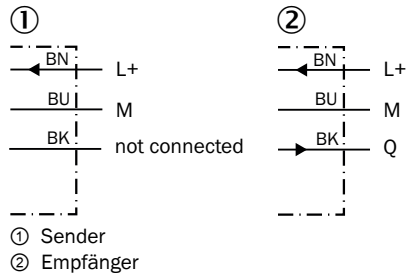 ① ②
BN L+ BN L+
BU M BU M
BK not connected BK Q
① Sender
② Empfänger